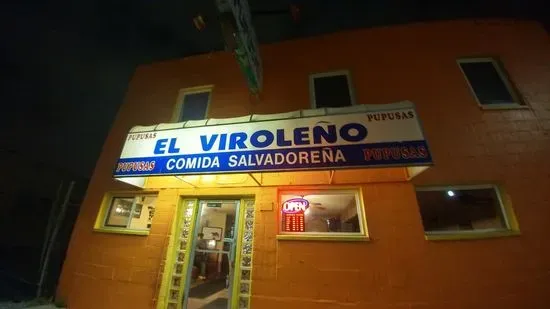 PUPUSAS
EL VIROLEÑO
PUPUSAS
PUPUSAS
COMIDA SALVADOREÑA
PUPUSAS
OPEN